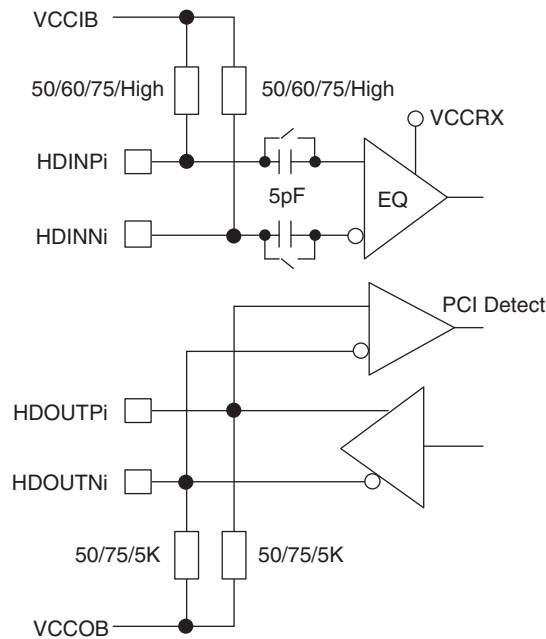 VCCIB
50/60/75/High
50/60/75/High
VCCRX
HDINPi
5pF
EQ
HDINNi
PCI Detect
HDOUTPi
HDOUTNi
50/75/5K
50/75/5K
VCCOB